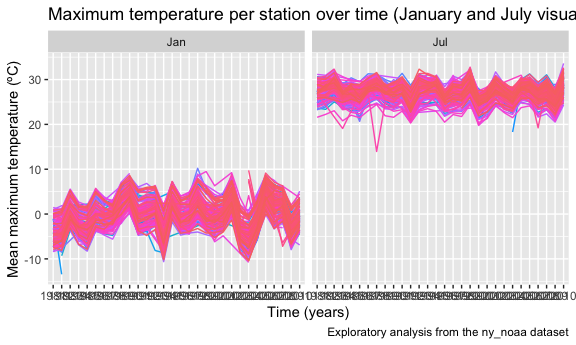 Maximum temperature per station over time (January and July visua
Jan
Jul
30
20
10
0
-10
Mean maximum temperature (ºC)
Time (years)
Exploratory analysis from the ny_noaa dataset